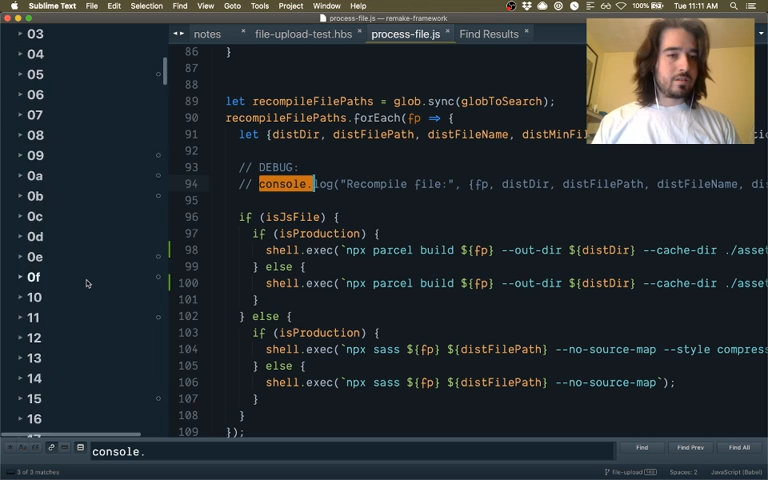 Sublime Text File Edit Selection Find View Goto Tools Project Window Help 100% Tue 11:11 AM
process-file.js — remake-framework
notes file-upload-test.hbs process-file.js Find Results
03
04
05
06
07
08
09
0a
0b
0c
0d
0e
0f
10
11
12
13
14
15
16
86 }
87
88
89 let recompileFilePaths = glob.sync(globToSearch);
90 recompileFilePaths.forEach(fp => {
91 let {distDir, distFilePath, distFileName, distMinFil
93 // DEBUG:
94 // console.log("Recompile file:", {fp, distDir, distFilePath, distFileName, dis
95
96 if (isJsFile) {
97 if (isProduction) {
98 shell.exec(`npx parcel build ${fp} --out-dir ${distDir} --cache-dir ./asset
99 } else {
100 shell.exec(`npx parcel build ${fp} --out-dir ${distDir} --cache-dir ./asset
101 }
102 } else {
103 if (isProduction) {
104 shell.exec(`npx sass ${fp} ${distFilePath} --no-source-map --style compress
105 } else {
106 shell.exec(`npx sass ${fp} ${distFilePath} --no-source-map`);
107 }
108 }
109 });
console. Find Find Prev Find All
3 of 3 matches file-upload Spaces: 2 JavaScript (Babel)